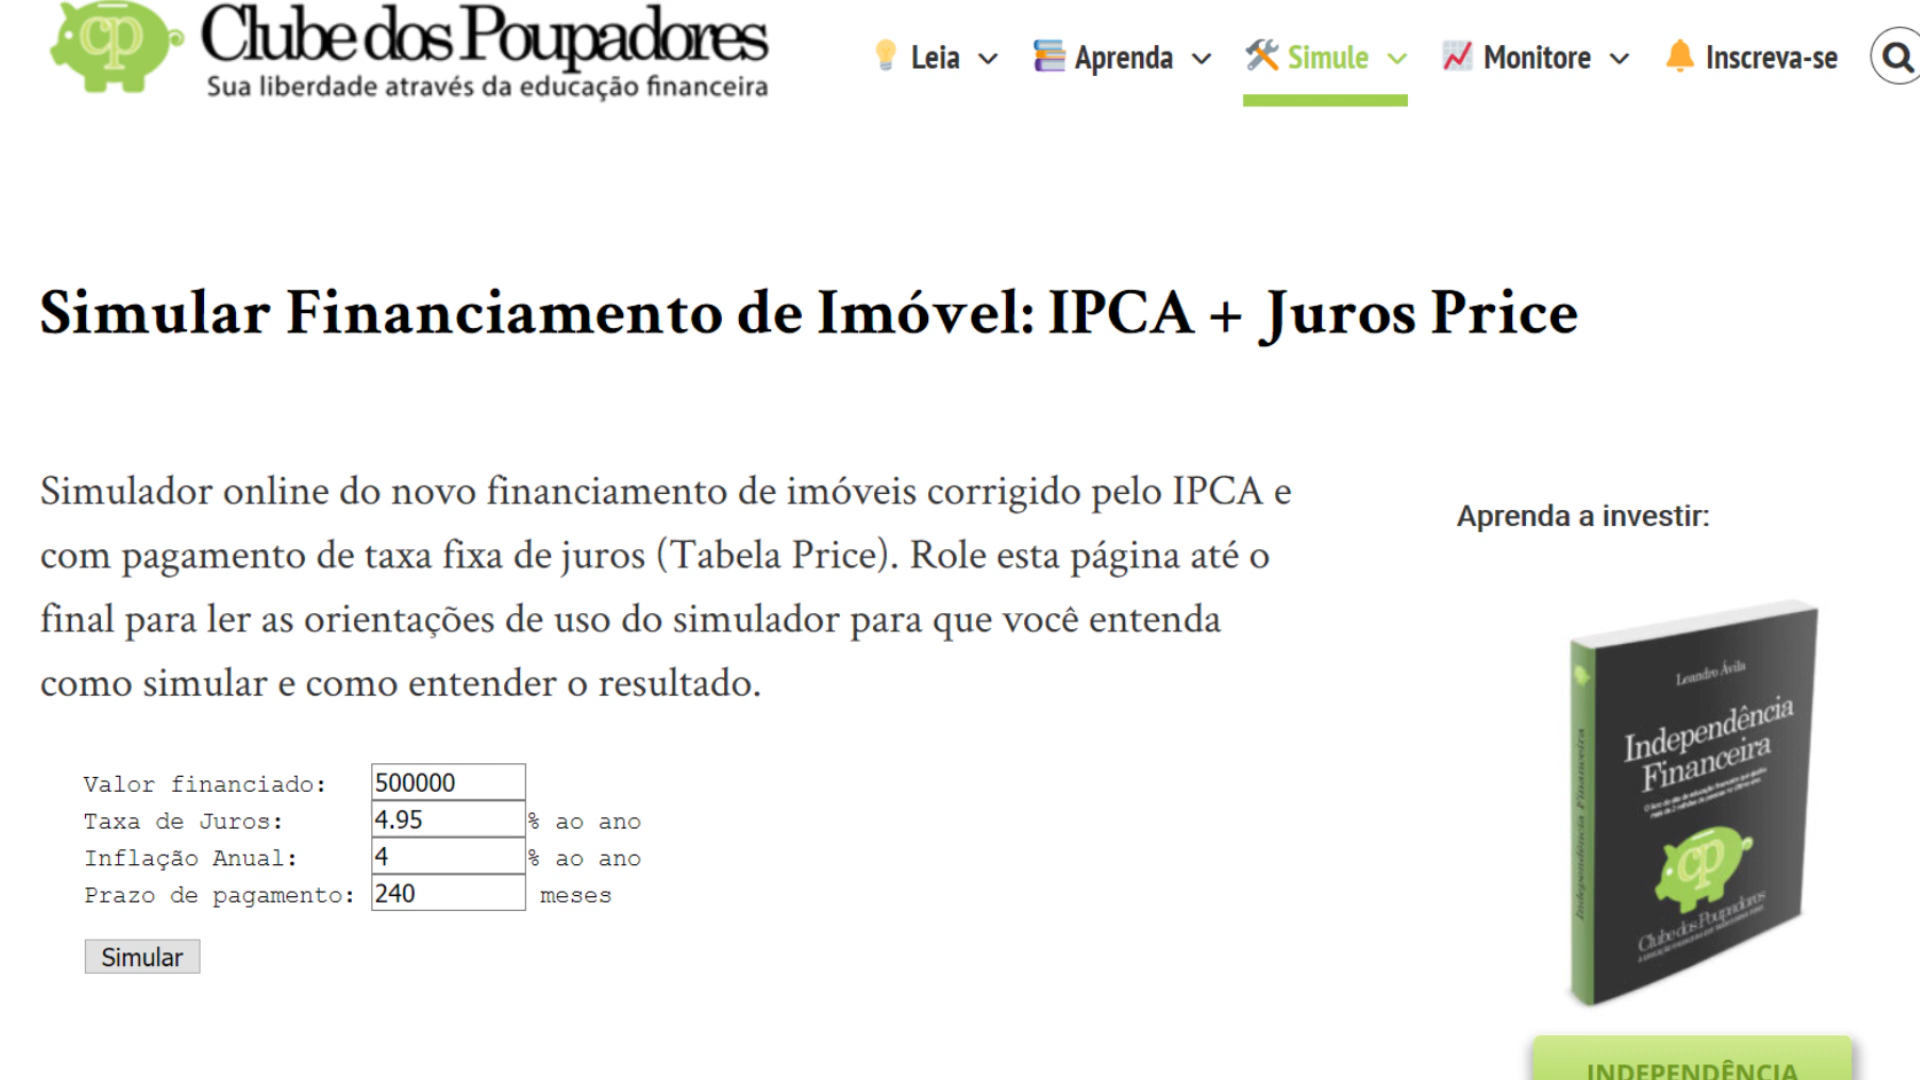 cp
Clube dos Poupadores
Sua liberdade através da educação financeira
Leia
Aprenda
Simule
Monitore
Inscreva-se
Simular Financiamento de Imóvel: IPCA + Juros Price
Simulador online do novo financiamento de imóveis corrigido pelo IPCA e
com pagamento de taxa fixa de juros (Tabela Price). Role esta página até o
final para ler as orientações de uso do simulador para que você entenda
como simular e como entender o resultado.
Valor financiado: 500000
Taxa de Juros: 4.95 % ao ano
Inflação Anual: 4 % ao ano
Prazo de pagamento: 240 meses
Simular
Aprenda a investir:
Leandro Ávila
Independência
Financeira
cp
Clube dos Poupadores
Independência Financeira
INDEPENDÊNCIA